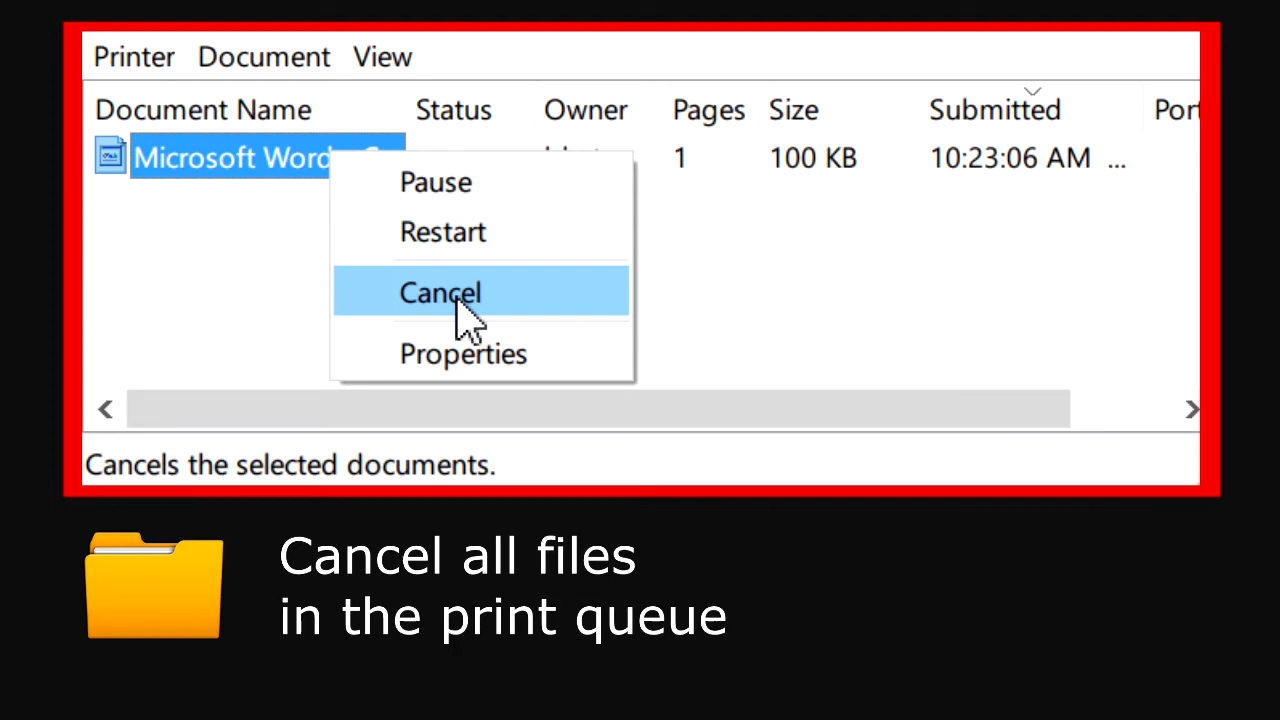 Printer Document View
Document Name Status Owner Pages Size Submitted Port
Microsoft Word 1 100 KB 10:23:06 AM ...
Pause
Restart
Cancel
Properties
Cancels the selected documents.
Cancel all files
in the print queue